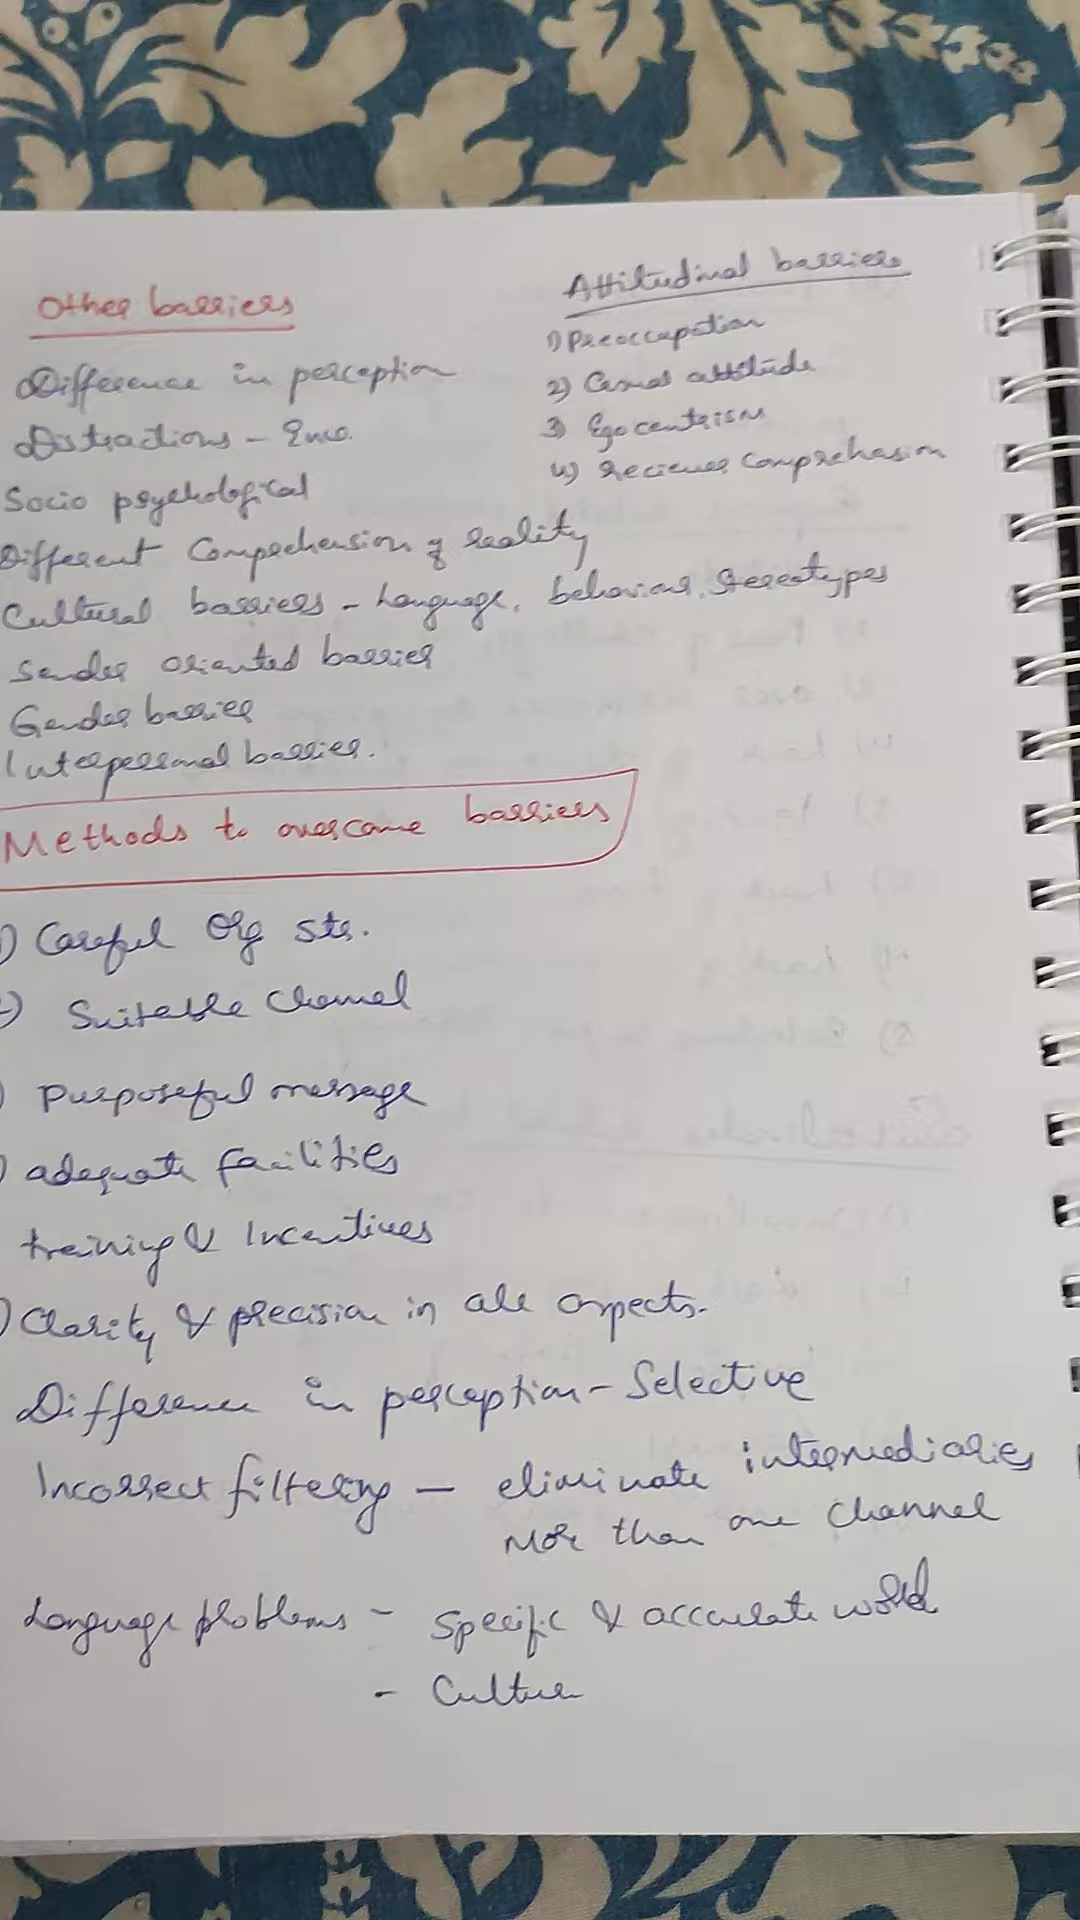 Other barriers
Difference in perception
Distractions -
Socio psychological
Different Comprehension of reality
Cultural barriers - Language, behaviour, Stereotypes
Sender oriented barrier
Gender barrier
Interpersonal barrier.
Attitudinal barriers
1) Preoccupation
2) Casual attitude
3) Egocentrism
4) Reciever Comprehesion
Methods to overcome barriers
) Careful Org str.
) Suitable Channel
) Purposeful message
) adequate facilities
training & Incentives
) Clarity & precision in all aspects.
Difference in perception - Selective
Incorrect filtering - eliminate intermediaries
More than one Channel
Language problems - Specific & accurate word
- Culture